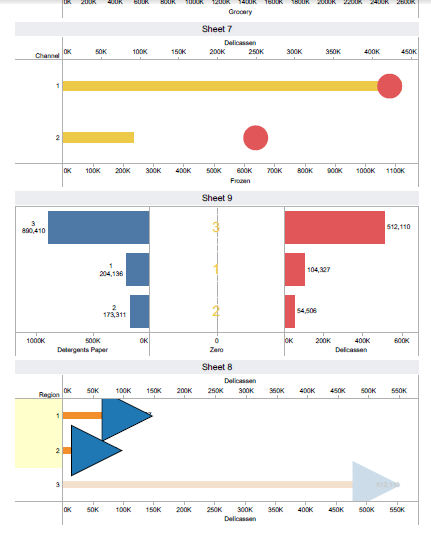 0K 200K 400K 600K 800K 1000K 1200K 1400K 1600K 1800K 2000K 2200K 2400K 2600K
Grocery
Sheet 7
Delicassen
Channel 0K 50K 100K 150K 200K 250K 300K 350K 400K 450K
1
2
0K 100K 200K 300K 400K 500K 600K 700K 800K 900K 1000K 1100K
Frozen
Sheet 9
3
890,410
3
512,110
1
204,136
1
104,327
2
173,311
2
54,506
1000K 500K 0K 0 0K 200K 400K 600K
Detergents Paper Zero Delicassen
Sheet 8
Delicassen
Region 0K 50K 100K 150K 200K 250K 300K 350K 400K 450K 500K 550K
1
2
3
0K 50K 100K 150K 200K 250K 300K 350K 400K 450K 500K 550K
Delicassen